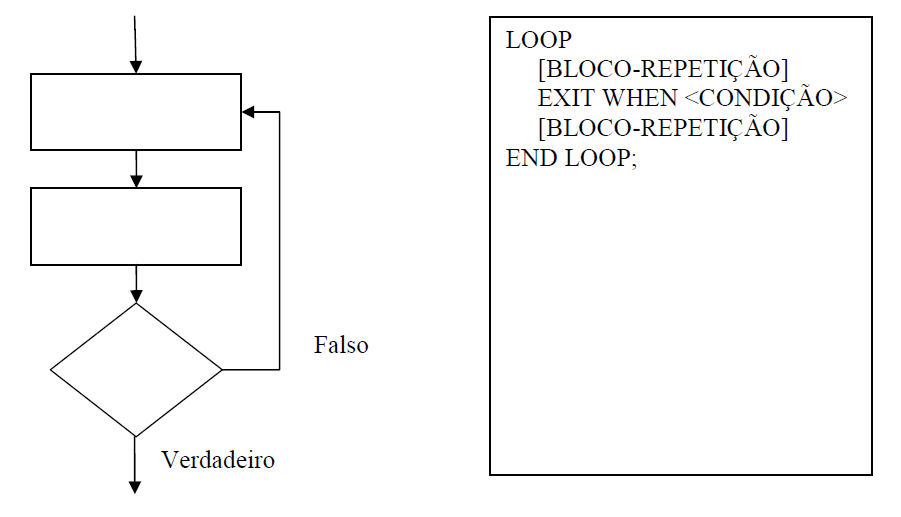 Falso
Verdadeiro
LOOP
[BLOCO-REPETIÇÃO]
EXIT WHEN <CONDIÇÃO>
[BLOCO-REPETIÇÃO]
END LOOP;